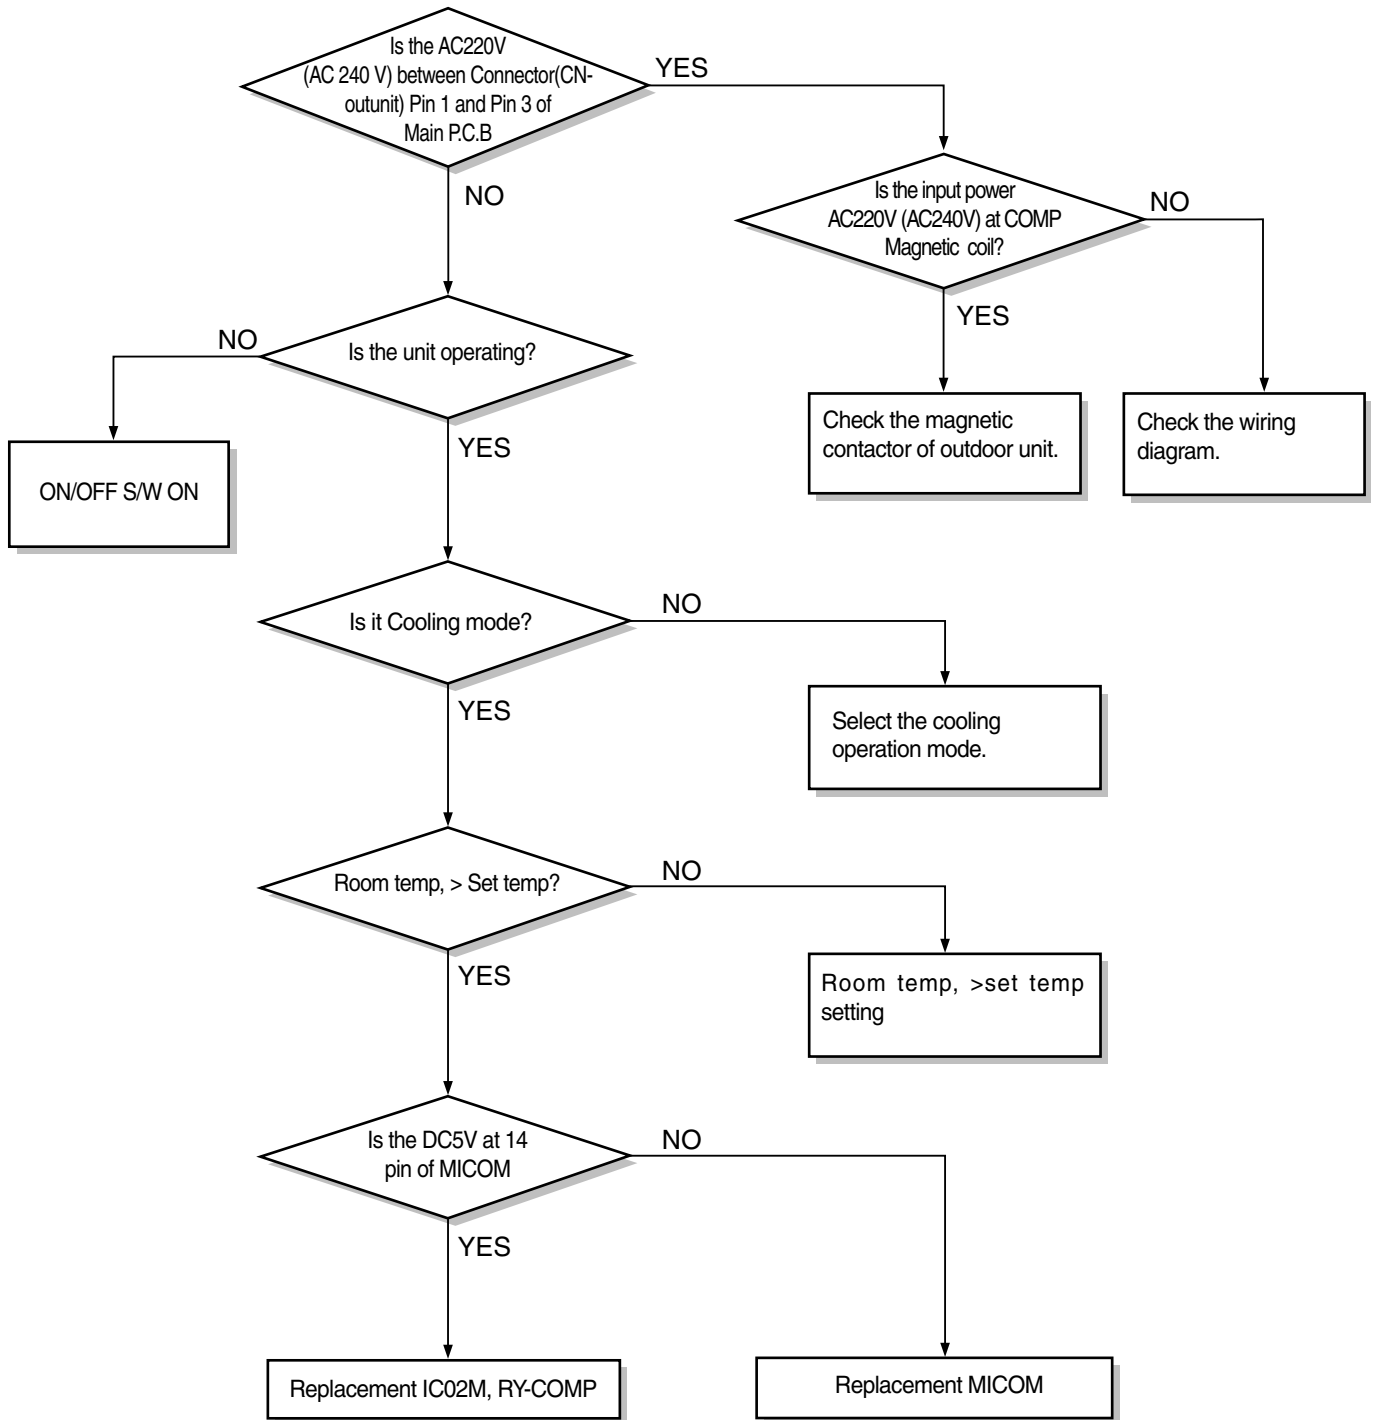 Is the AC220V
(AC 240 V) between Connector(CN-
outunit) Pin 1 and Pin 3 of
Main P.C.B
YES
NO
Is the input power
AC220V (AC240V) at COMP
Magnetic coil?
NO
YES
Check the magnetic
contactor of outdoor unit.
Check the wiring
diagram.
Is the unit operating?
NO
YES
ON/OFF S/W ON
Is it Cooling mode?
NO
YES
Select the cooling
operation mode.
Room temp, > Set temp?
NO
YES
Room temp, >set temp
setting
Is the DC5V at 14
pin of MICOM
NO
YES
Replacement IC02M, RY-COMP
Replacement MICOM